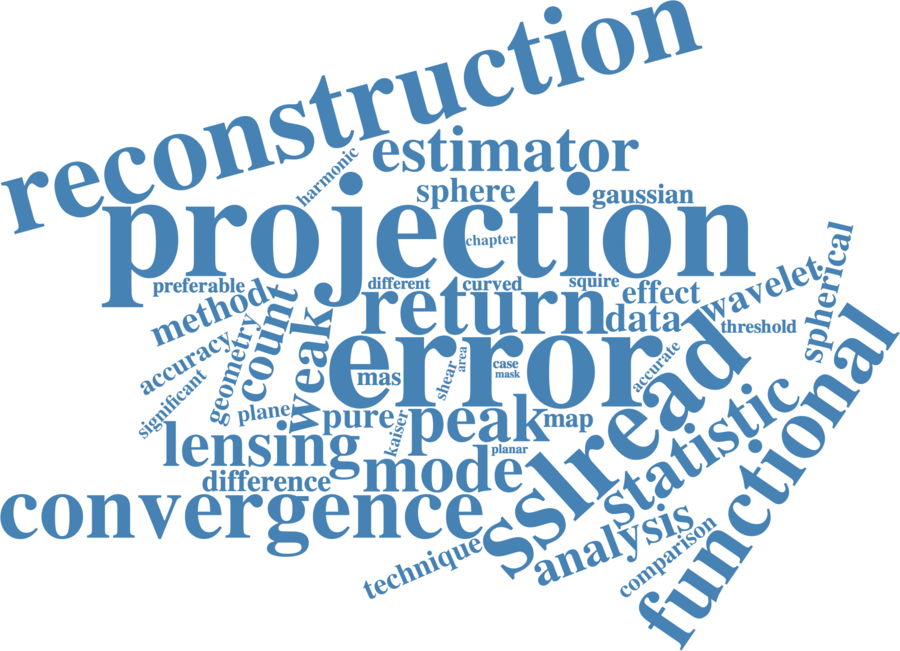 reconstruction
harmonic
estimator
sphere
gaussian
projection
chapter
preferable
different
curved
squire
effect
wavelet
spherical
method
count
weak
return
data
threshold
accuracy
geometry
error
mas
shear
area
case
mask
accurate
significant
plane
pure
kaiser
peak
map
sslread
statistic
functional
lensing
planar
difference
mode
convergence
technique
analysis
comparison